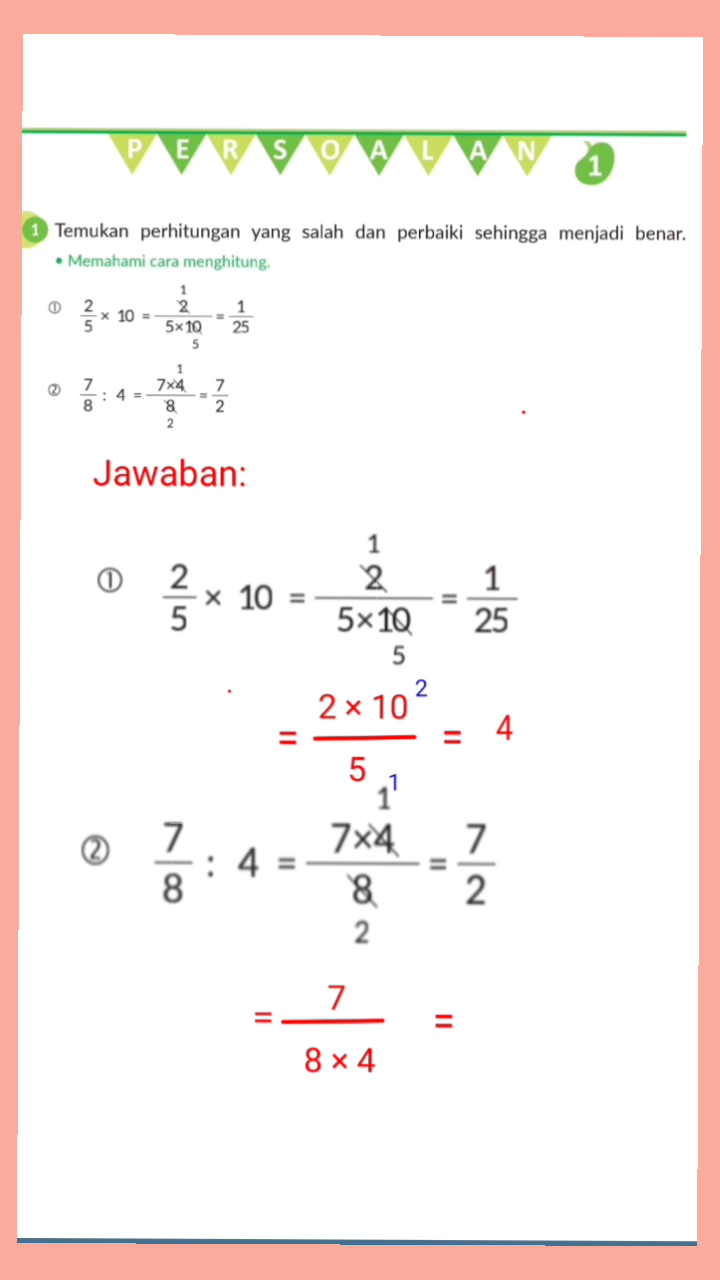 PERSOALAN 1
1 Temukan perhitungan yang salah dan perbaiki sehingga menjadi benar.
• Memahami cara menghitung.
① 2/5 × 10 = 1 2/5×10 5 = 1/25
② 7/8 : 4 = 1 7×4/8 2 = 7/2
Jawaban:
① 2/5 × 10 = 1 2/5×10 5 = 1/25
= 2 × 10 2/5 1 = 4
② 7/8 : 4 = 1 7×4/8 2 = 7/2
= 7/8 × 4 =